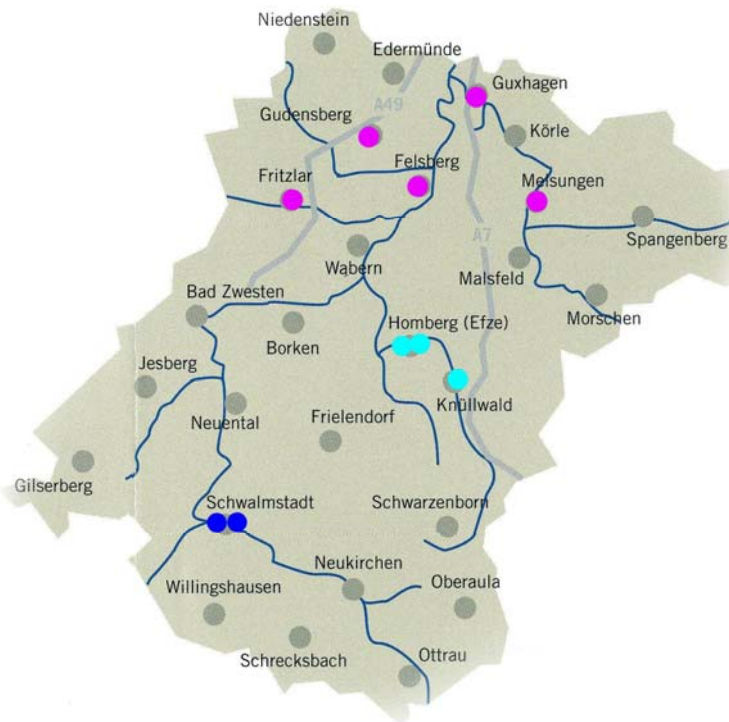 Niedenstein
Edermünde
Guxhagen
A49
Gudensberg
Körle
Felsberg
Fritzlar
Melsungen
A7
Spangenberg
Wabern
Malsfeld
Bad Zwesten
Morschen
Homberg (Efze)
Borken
Jesberg
Knüllwald
Neuental
Frielendorf
Gilserberg
Schwalmstadt
Schwarzenborn
Neukirchen
Oberaula
Willingshausen
Schrecksbach
Ottrau